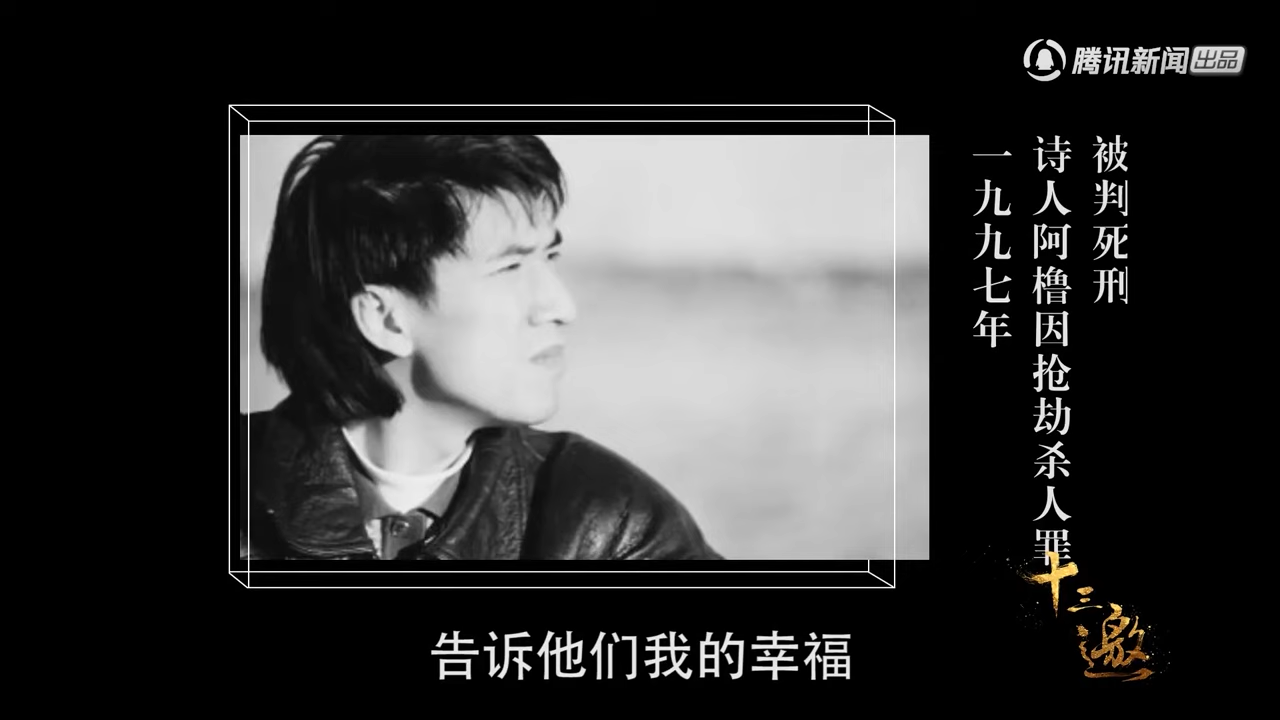 腾讯新闻出品
一九九七年
诗人阿橹因抢劫杀人罪
被判死刑
十三邀
告诉他们我的幸福